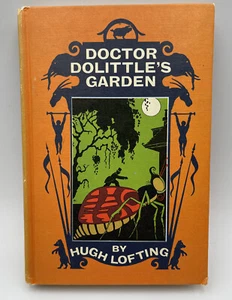 DOCTOR
DOLITTLE'S
GARDEN
BY
HUGH LOFTING